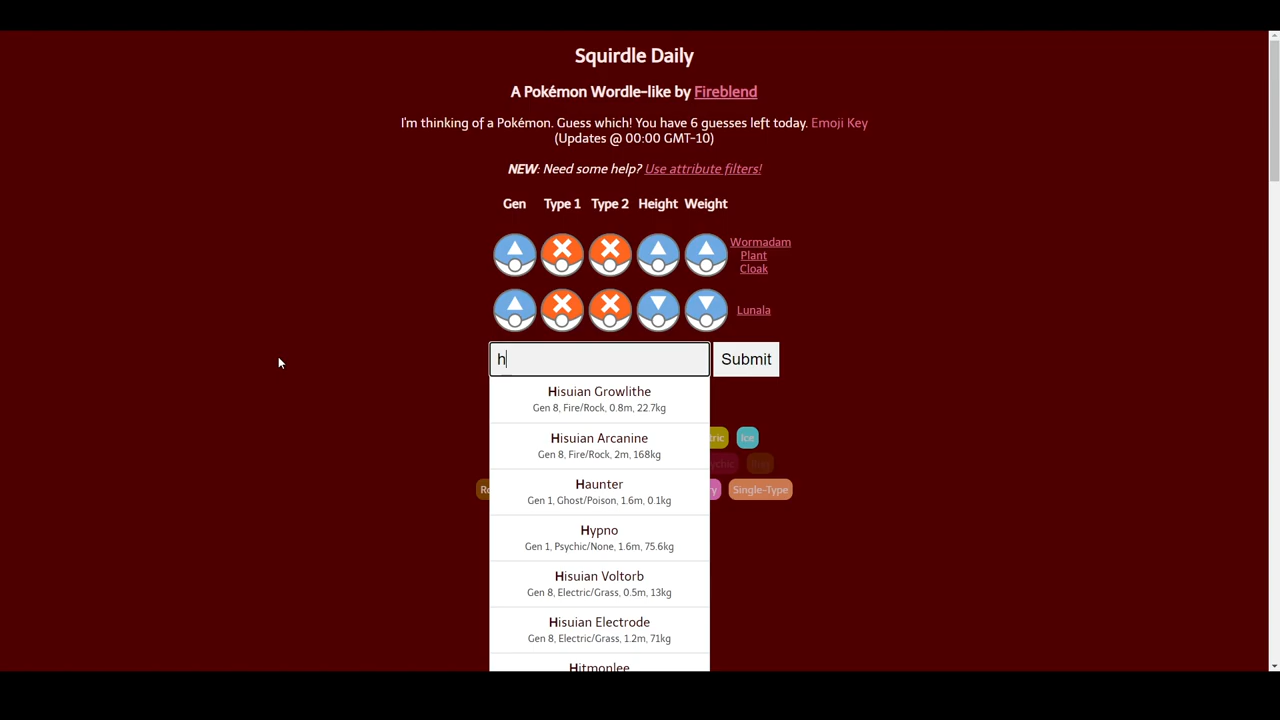 Squirdle Daily
A Pokémon Wordle-like by Fireblend
I'm thinking of a Pokémon. Guess which! You have 6 guesses left today. Emoji Key
(Updates @ 00:00 GMT-10)
NEW: Need some help? Use attribute filters!
Gen Type 1 Type 2 Height Weight
Wormadam
Plant
Cloak
Lunala
h Submit
Hisuian Growlithe
Gen 8, Fire/Rock, 0.8m, 22.7kg
Hisuian Arcanine
Gen 8, Fire/Rock, 2m, 168kg
Ice
Haunter
Gen 1, Ghost/Poison, 1.6m, 0.1kg
Single-Type
Hypno
Gen 1, Psychic/None, 1.6m, 75.6kg
Hisuian Voltorb
Gen 8, Electric/Grass, 0.5m, 13kg
Hisuian Electrode
Gen 8, Electric/Grass, 1.2m, 71kg
Hitmonlee